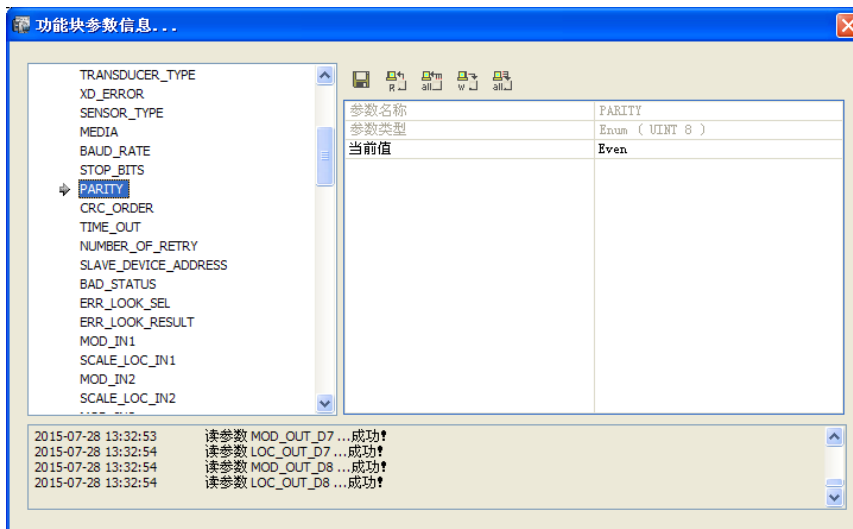 功能块参数信息...
TRANSDUCER_TYPE
XD_ERROR
SENSOR_TYPE
MEDIA
BAUD_RATE
STOP_BITS
PARITY
CRC_ORDER
TIME_OUT
NUMBER_OF_RETRY
SLAVE_DEVICE_ADDRESS
BAD_STATUS
ERR_LOOK_SEL
ERR_LOOK_RESULT
MOD_IN1
SCALE_LOC_IN1
MOD_IN2
SCALE_LOC_IN2
R all m w all
参数名称 PARITY
参数类型 Enum ( UINT 8 )
当前值 Even
2015-07-28 13:32:53 读参数 MOD_OUT_D7 ...成功!
2015-07-28 13:32:54 读参数 LOC_OUT_D7 ...成功!
2015-07-28 13:32:54 读参数 MOD_OUT_D8 ...成功!
2015-07-28 13:32:54 读参数 LOC_OUT_D8 ...成功!